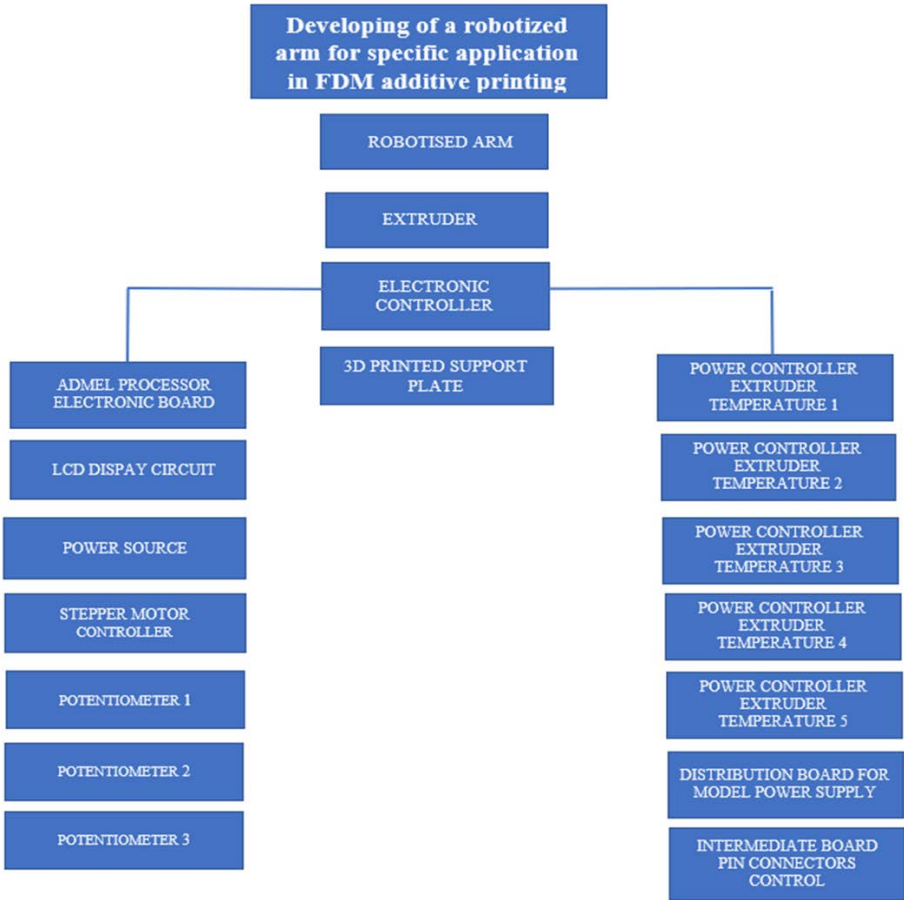 Developing of a robotized
arm for specific application
in FDM additive printing
ROBOTISED ARM
EXTRUDER
ELECTRONIC
CONTROLLER
3D PRINTED SUPPORT
PLATE
ADMEL PROCESSOR
ELECTRONIC BOARD
LCD DISPAY CIRCUIT
POWER SOURCE
STEPPER MOTOR
CONTROLLER
POTENTIOMETER 1
POTENTIOMETER 2
POTENTIOMETER 3
POWER CONTROLLER
EXTRUDER
TEMPERATURE 1
POWER CONTROLLER
EXTRUDER
TEMPERATURE 2
POWER CONTROLLER
EXTRUDER
TEMPERATURE 3
POWER CONTROLLER
EXTRUDER
TEMPERATURE 4
POWER CONTROLLER
EXTRUDER
TEMPERATURE 5
DISTRIBUTION BOARD FOR
MODEL POWER SUPPLY
INTERMEDIATE BOARD
PIN CONNECTORS
CONTROL